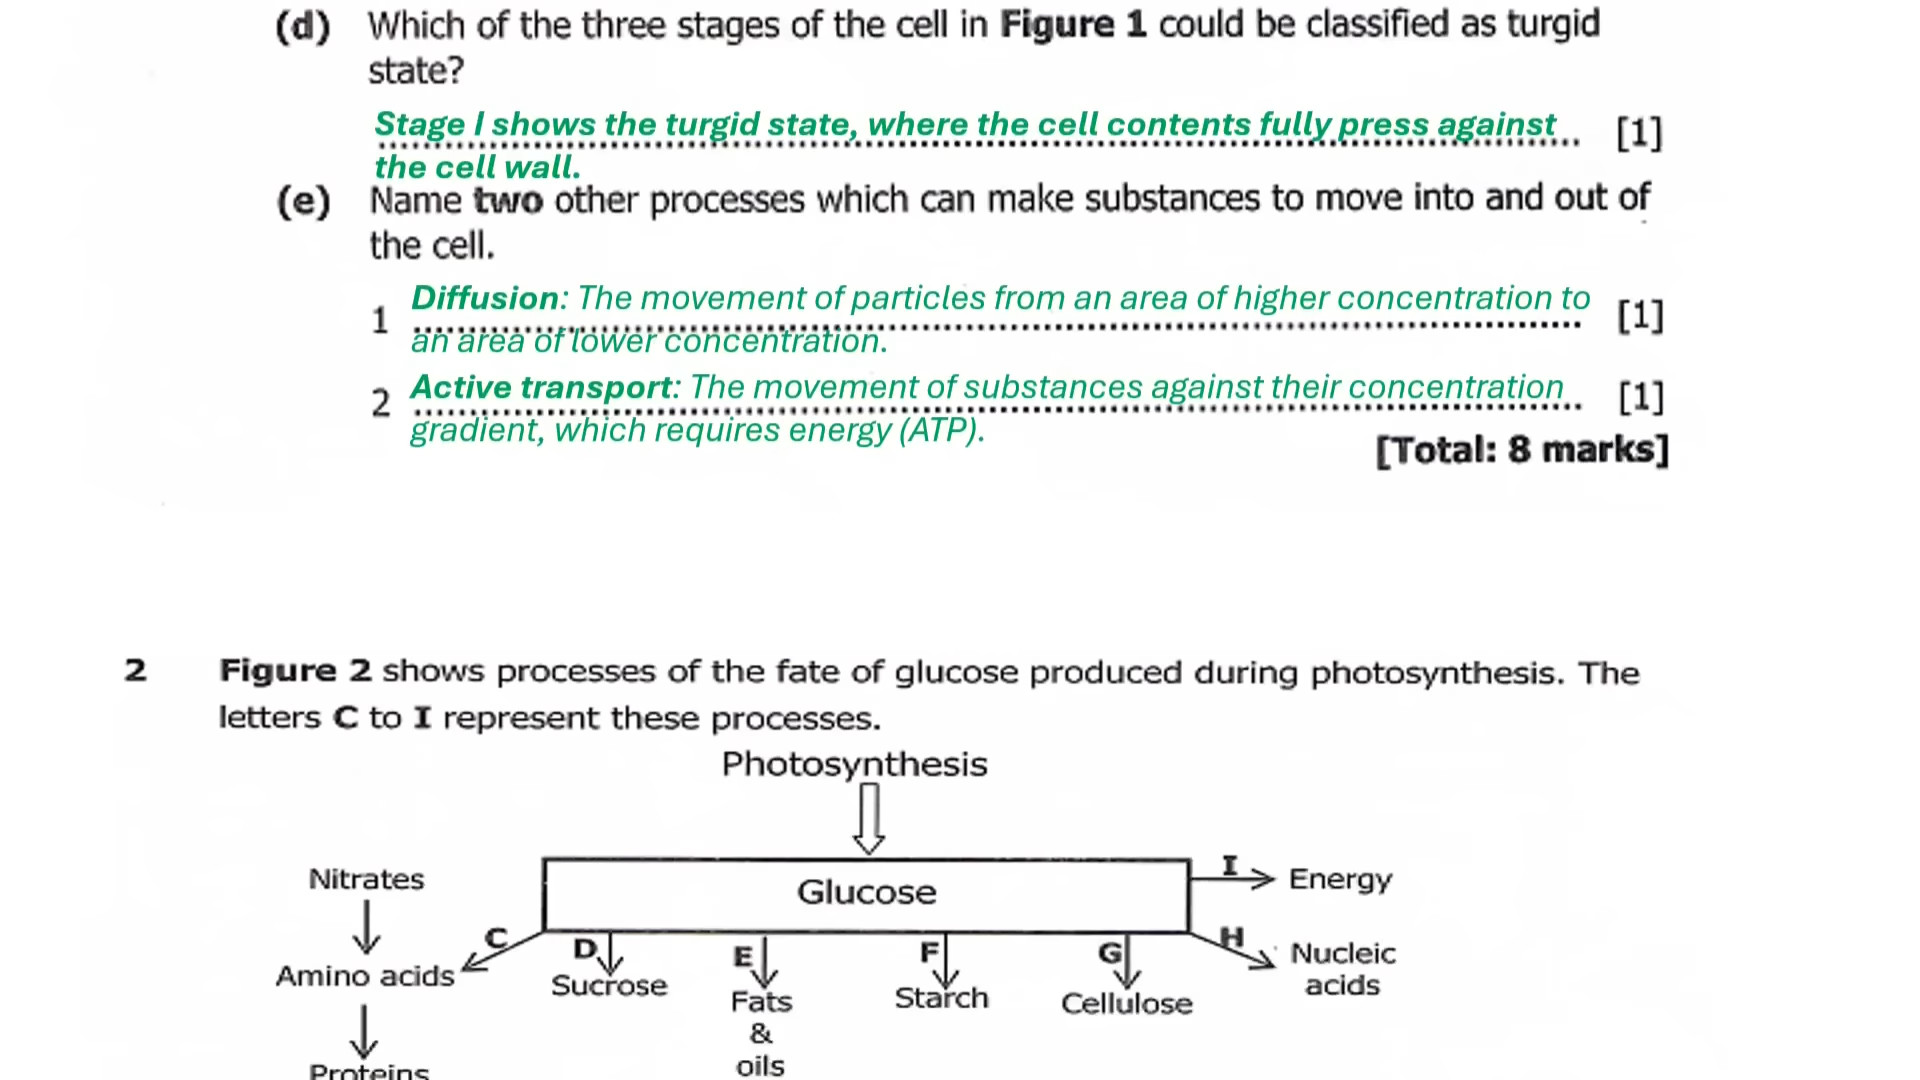 (d) Which of the three stages of the cell in Figure 1 could be classified as turgid
state?
Stage I shows the turgid state, where the cell contents fully press against [1]
the cell wall.
(e) Name two other processes which can make substances to move into and out of
the cell.
1 Diffusion: The movement of particles from an area of higher concentration to [1]
an area of lower concentration.
2 Active transport: The movement of substances against their concentration [1]
gradient, which requires energy (ATP).
[Total: 8 marks]
2 Figure 2 shows processes of the fate of glucose produced during photosynthesis. The
letters C to I represent these processes.
Photosynthesis
Nitrates
Glucose
I
Energy
C
D
E
F
G
H
Nucleic
acids
Amino acids
Sucrose
Fats
&
oils
Starch
Cellulose
Proteins